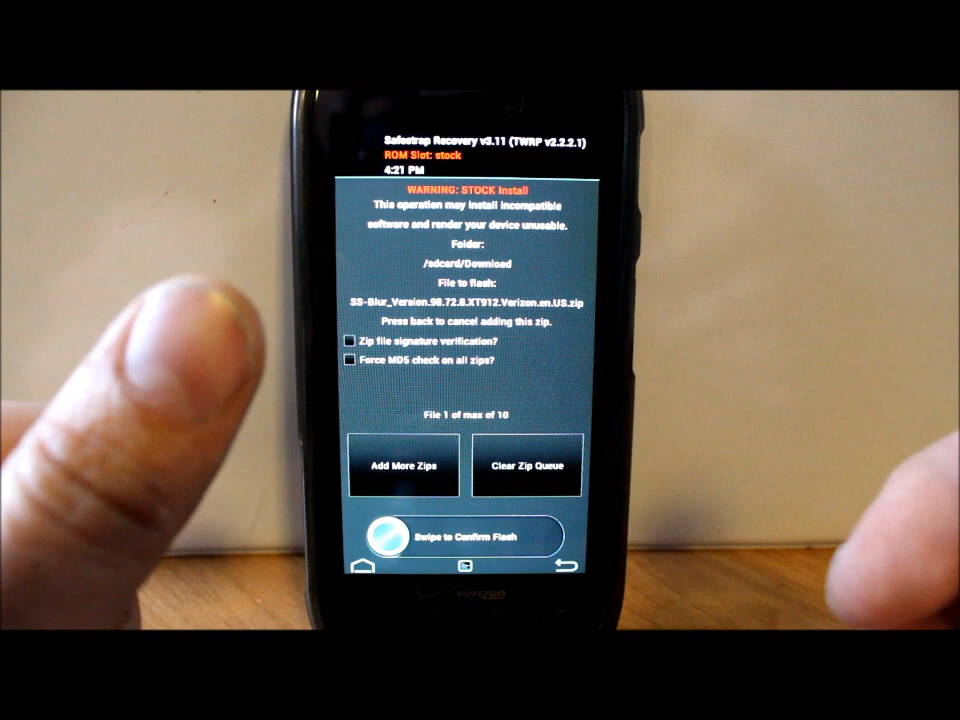 Safestrap Recovery v3.11 (TWRP v2.2.2.1)
ROM Slot: stock
4:21 PM
WARNING: STOCK Install
This operation may install incompatible
software and render your device unusable.
Folder:
/sdcard/Download
File to flash:
SS-Blur_Version.98.72.8.XT912.Verizon.en.US.zip
Press back to cancel adding this zip.
Zip file signature verification?
Force MD5 check on all zips?
File 1 of max of 10
Add More Zips
Clear Zip Queue
Swipe to Confirm Flash
verizon